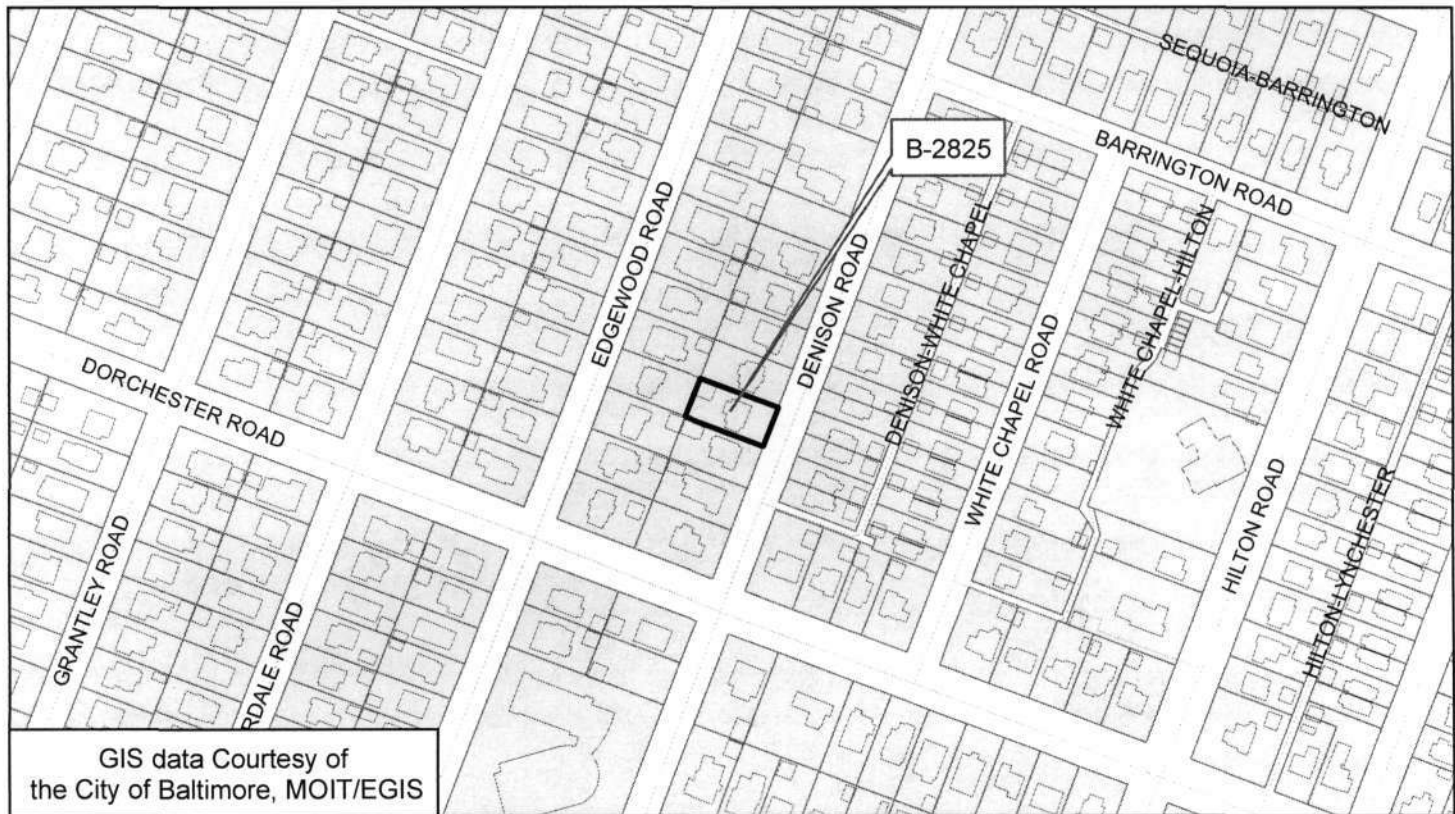 SEQUOIA-BARRINGTON
BARRINGTON ROAD
B-2825
EDGEWOOD ROAD
DENISON ROAD
DENISON-WHITE CHAPEL
WHITE CHAPEL ROAD
WHITE CHAPEL-HILTON
DORCHESTER ROAD
HILTON ROAD
HILTON-LYNCHESTER
GRANTLEY ROAD
RDALE ROAD
GIS data Courtesy of
the City of Baltimore, MOIT/EGIS